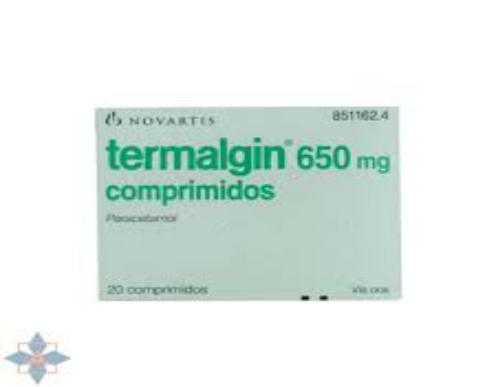 NOVARTIS
851162.4
termalgin® 650 mg
comprimidos
Paracetamol
20 comprimidos
Vía oral